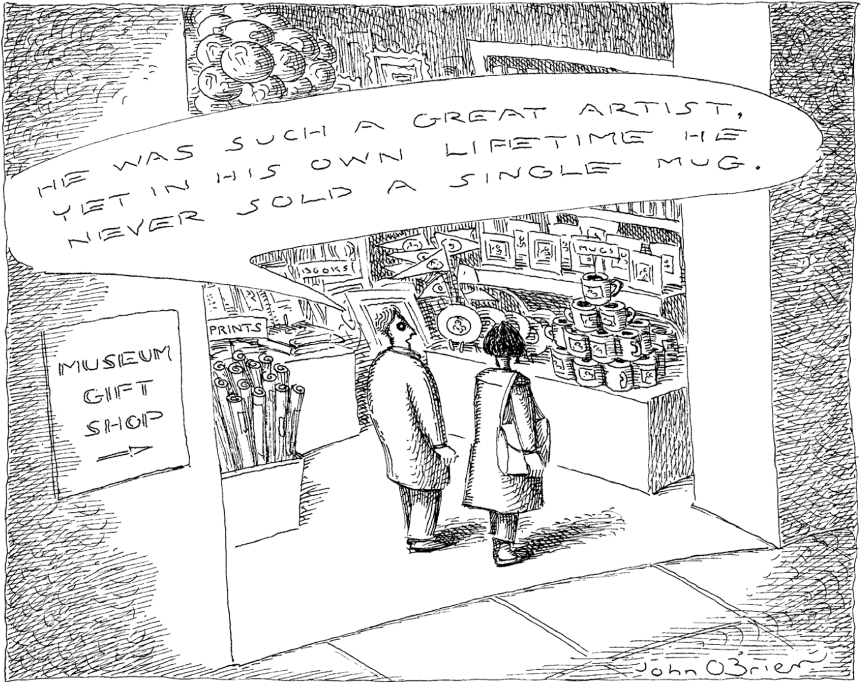 HE WAS SUCH A GREAT ARTIST,
YET IN HIS OWN LIFETIME HE
NEVER SOLD A SINGLE MUG.
BOOKS
MUGS
PRINTS
MUSEUM
GIFT
SHOP
John O'Brien